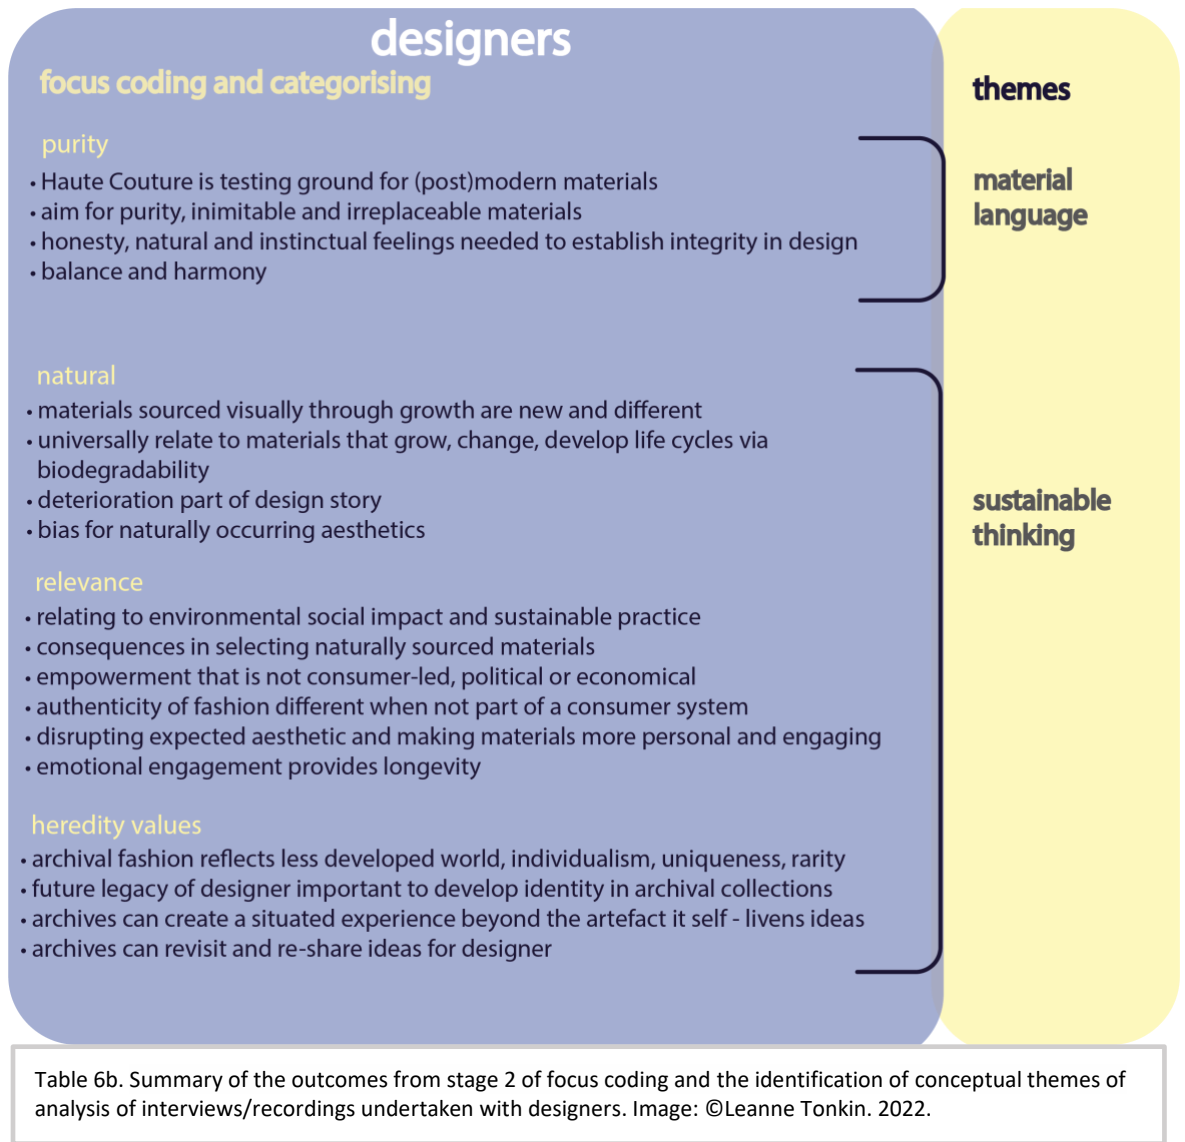 designers
focus coding and categorising
themes
purity
• Haute Couture is testing ground for (post)modern materials
• aim for purity, inimitable and irreplaceable materials
• honesty, natural and instinctual feelings needed to establish integrity in design
• balance and harmony
material
language
natural
• materials sourced visually through growth are new and different
• universally relate to materials that grow, change, develop life cycles via
biodegradability
• deterioration part of design story
• bias for naturally occurring aesthetics
sustainable
thinking
relevance
• relating to environmental social impact and sustainable practice
• consequences in selecting naturally sourced materials
• empowerment that is not consumer-led, political or economical
• authenticity of fashion different when not part of a consumer system
• disrupting expected aesthetic and making materials more personal and engaging
• emotional engagement provides longevity
heredity values
• archival fashion reflects less developed world, individualism, uniqueness, rarity
• future legacy of designer important to develop identity in archival collections
• archives can create a situated experience beyond the artefact it self - livens ideas
• archives can revisit and re-share ideas for designer
Table 6b. Summary of the outcomes from stage 2 of focus coding and the identification of conceptual themes of
analysis of interviews/recordings undertaken with designers. Image: ©Leanne Tonkin. 2022.